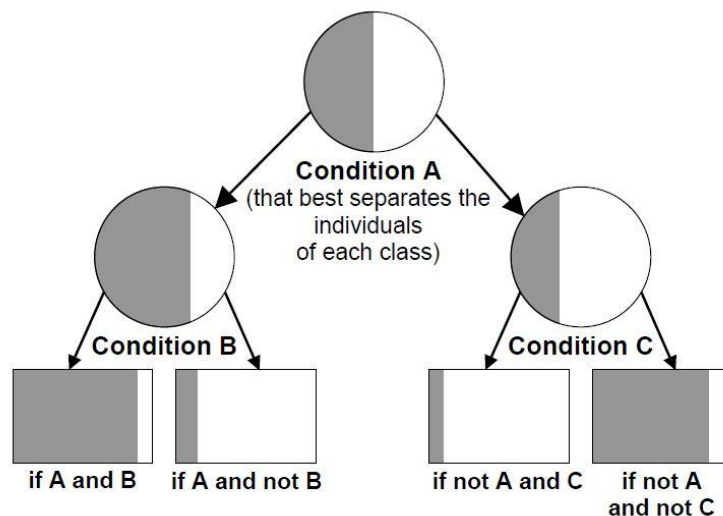 Condition A
(that best separates the
individuals
of each class)
Condition B
Condition C
if A and B
if A and not B
if not A and C
if not A
and not C